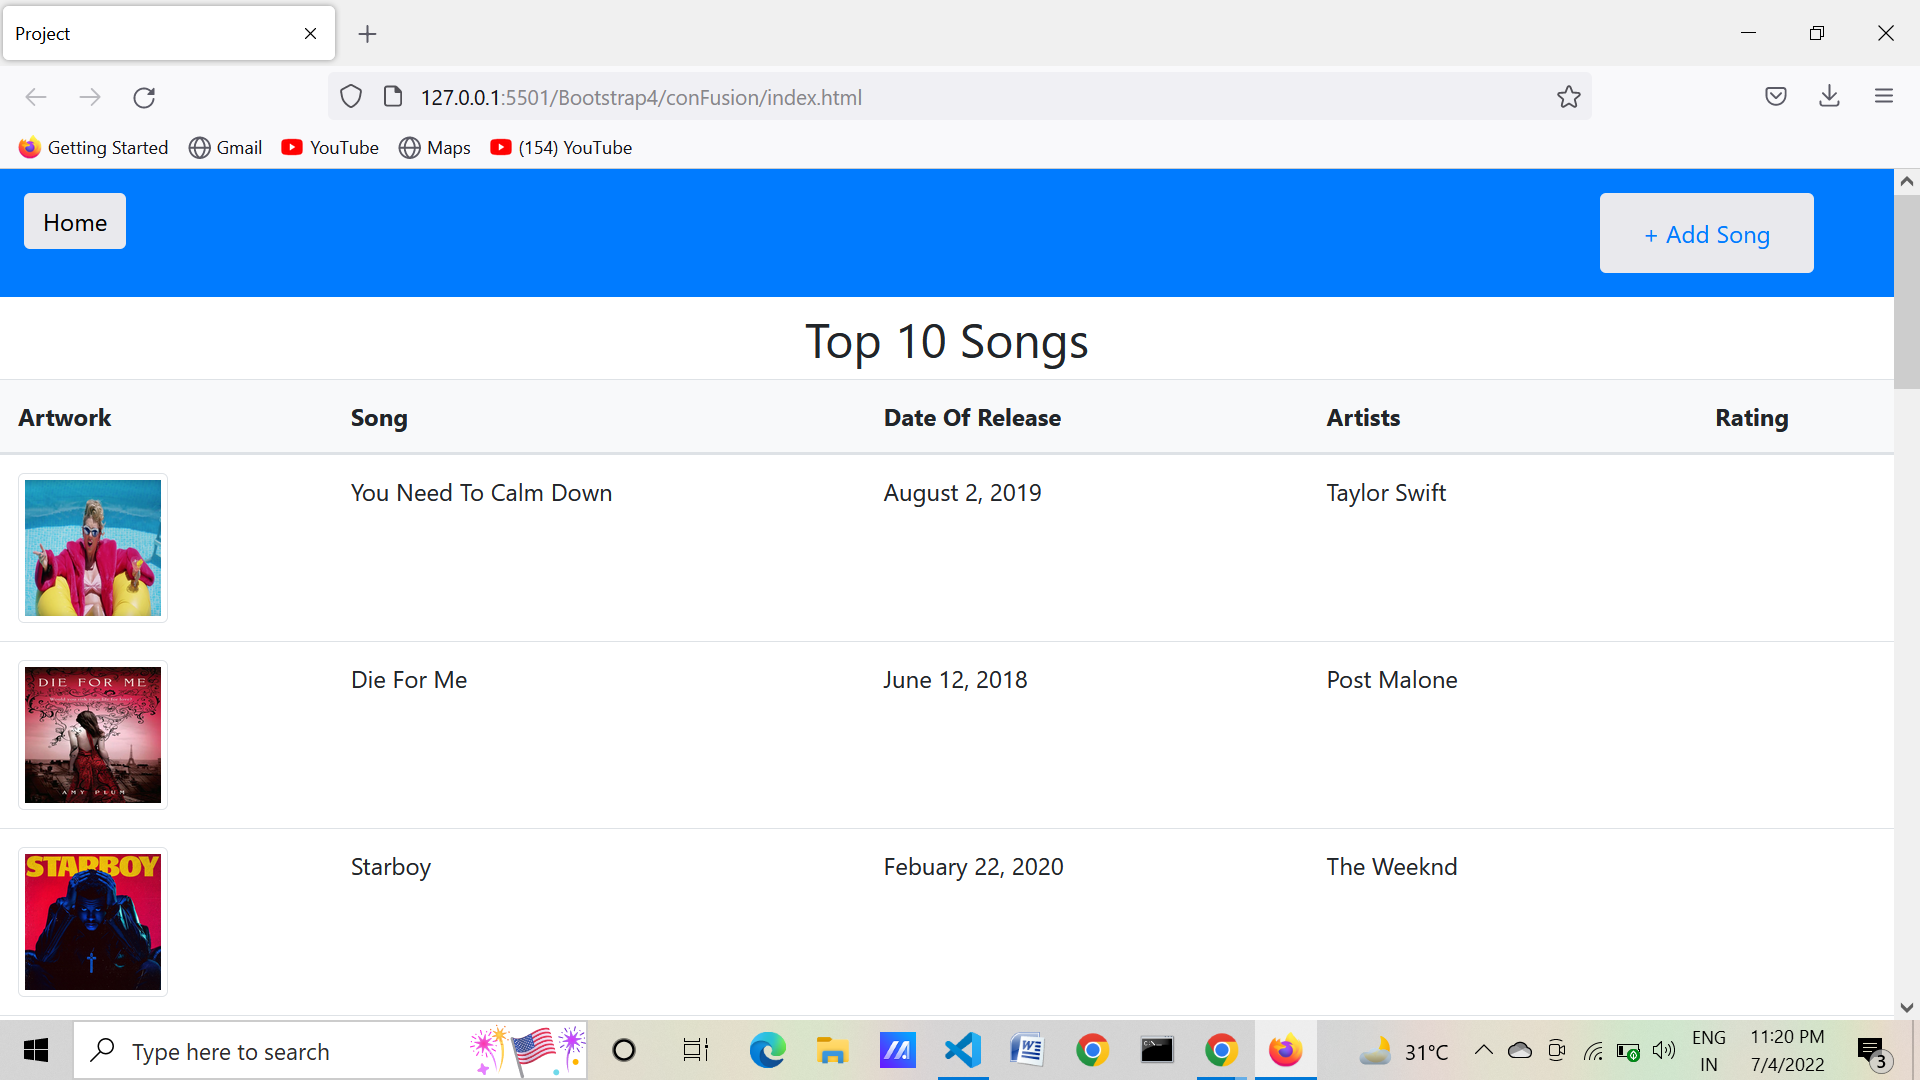 Project
127.0.0.1:5501/Bootstrap4/conFusion/index.html
Getting Started Gmail YouTube Maps (154) YouTube
Home + Add Song
Top 10 Songs
Artwork Song Date Of Release Artists Rating
You Need To Calm Down August 2, 2019 Taylor Swift
DIE FOR ME
AMY PLUM
Die For Me June 12, 2018 Post Malone
STARBOY
Starboy Febuary 22, 2020 The Weeknd
Type here to search 31°C ENG IN 11:20 PM 7/4/2022 3